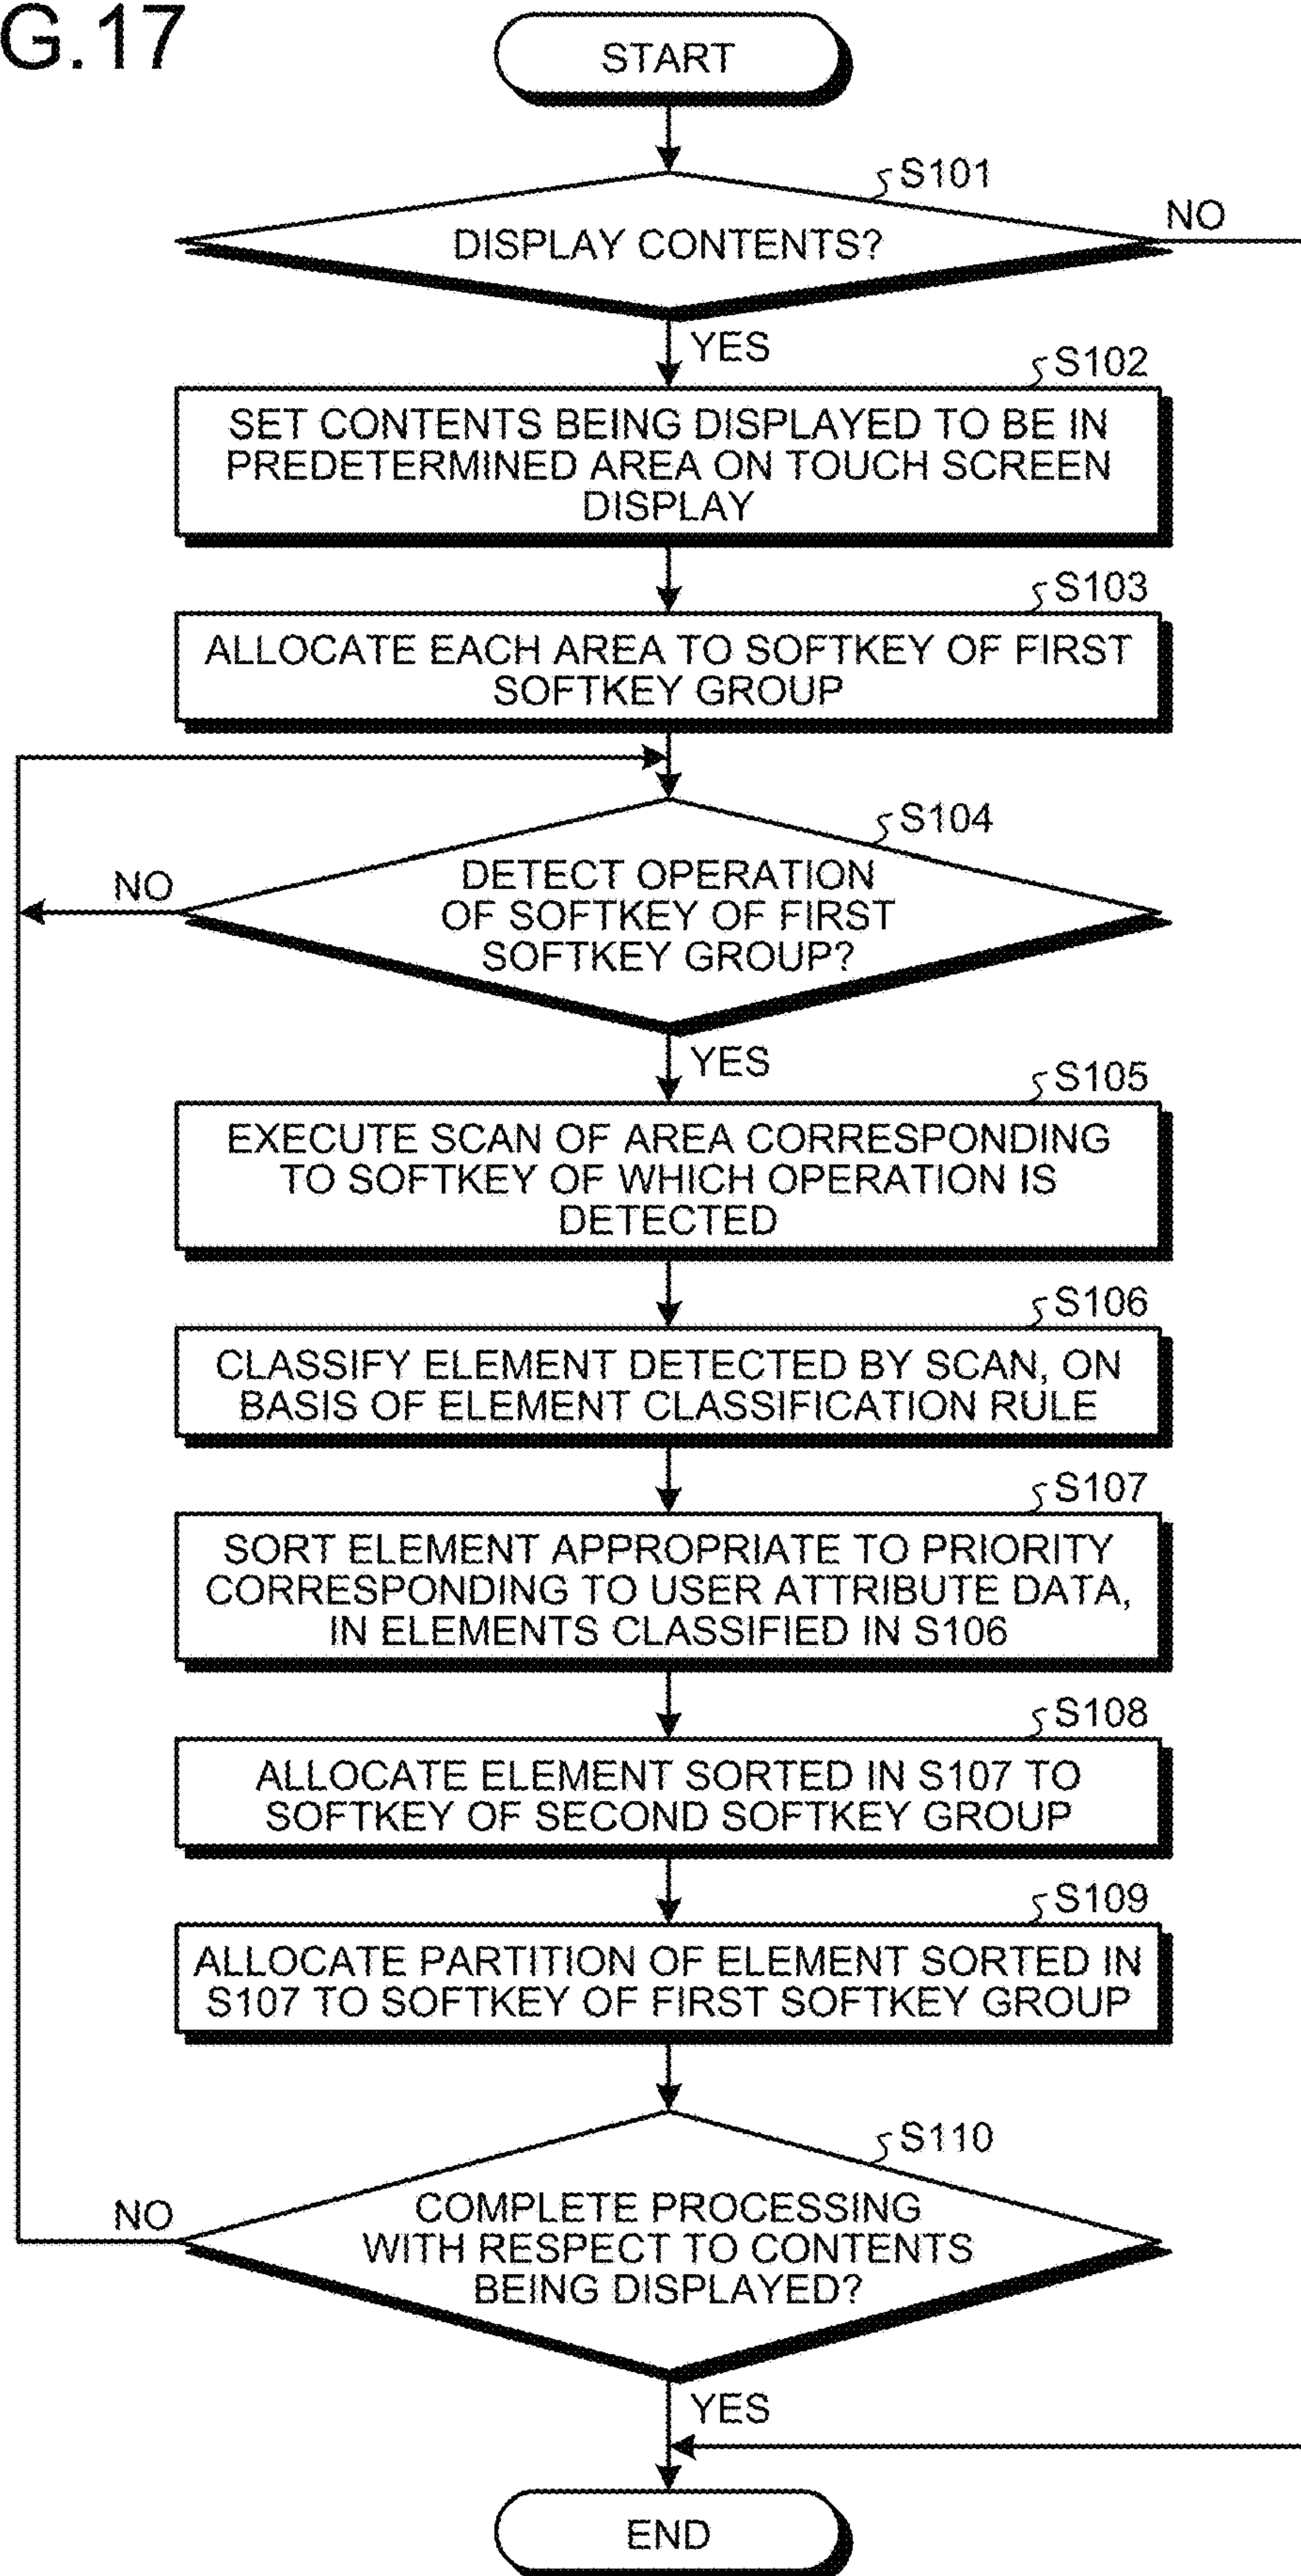 G.17
START
S101
DISPLAY CONTENTS?
NO
YES
S102
SET CONTENTS BEING DISPLAYED TO BE IN
PREDETERMINED AREA ON TOUCH SCREEN
DISPLAY
S103
ALLOCATE EACH AREA TO SOFTKEY OF FIRST
SOFTKEY GROUP
S104
NO
DETECT OPERATION
OF SOFTKEY OF FIRST
SOFTKEY GROUP?
YES
S105
EXECUTE SCAN OF AREA CORRESPONDING
TO SOFTKEY OF WHICH OPERATION IS
DETECTED
S106
CLASSIFY ELEMENT DETECTED BY SCAN, ON
BASIS OF ELEMENT CLASSIFICATION RULE
S107
SORT ELEMENT APPROPRIATE TO PRIORITY
CORRESPONDING TO USER ATTRIBUTE DATA,
IN ELEMENTS CLASSIFIED IN S106
S108
ALLOCATE ELEMENT SORTED IN S107 TO
SOFTKEY OF SECOND SOFTKEY GROUP
S109
ALLOCATE PARTITION OF ELEMENT SORTED IN
S107 TO SOFTKEY OF FIRST SOFTKEY GROUP
S110
NO
COMPLETE PROCESSING
WITH RESPECT TO CONTENTS
BEING DISPLAYED?
YES
END